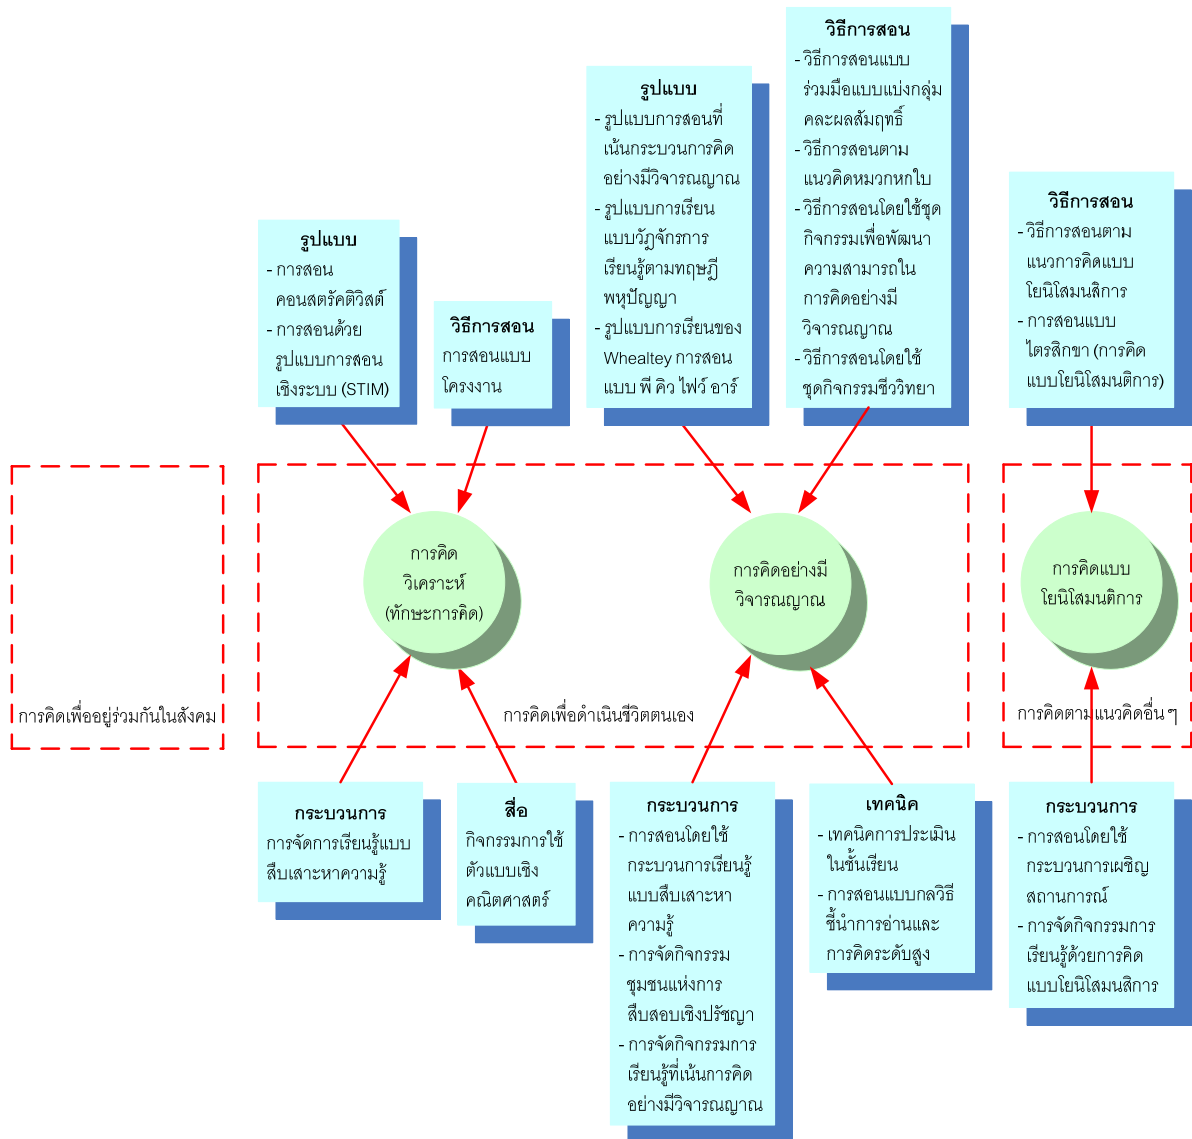 รูปแบบ
- การสอน
คอนสตรัคติวิสต์
- การสอนด้วย
รูปแบบการสอน
เชิงระบบ (STIM)
วิธีการสอน
การสอนแบบ
โครงงาน
รูปแบบ
- รูปแบบการสอนที่
เน้นกระบวนการคิด
อย่างมีวิจารณญาณ
- รูปแบบการเรียน
แบบวัฎจักรการ
เรียนรู้ตามทฤษฎี
พหุปัญญา
- รูปแบบการเรียนของ
Whealtey การสอน
แบบ พี คิว ไฟว์ อาร์
วิธีการสอน
- วิธีการสอนแบบ
ร่วมมือแบบแบ่งกลุ่ม
คละผลสัมฤทธิ์
- วิธีการสอนตาม
แนวคิดหมวกหกใบ
- วิธีการสอนโดยใช้ชุด
กิจกรรมเพื่อพัฒนา
ความสามารถใน
การคิดอย่างมี
วิจารณญาณ
- วิธีการสอนโดยใช้
ชุดกิจกรรมชีววิทยา
วิธีการสอน
- วิธีการสอนตาม
แนวการคิดแบบ
โยนิโสมนสิการ
- การสอนแบบ
ไตรสิกขา (การคิด
แบบโยนิโสมนติการ)
การคิดเพื่ออยู่ร่วมกันในสังคม
การคิด
วิเคราะห์
(ทักษะการคิด)
การคิดอย่างมี
วิจารณญาณ
การคิดเพื่อดำเนินชีวิตตนเอง
การคิดแบบ
โยนิโสมนติการ
การคิดตามแนวคิดอื่น ๆ
กระบวนการ
การจัดการเรียนรู้แบบ
สืบเสาะหาความรู้
สื่อ
กิจกรรมการใช้
ตัวแบบเชิง
คณิตศาสตร์
กระบวนการ
- การสอนโดยใช้
กระบวนการเรียนรู้
แบบสืบเสาะหา
ความรู้
- การจัดกิจกรรม
ชุมชนแห่งการ
สืบสอบเชิงปรัชญา
- การจัดกิจกรรมการ
เรียนรู้ที่เน้นการคิด
อย่างมีวิจารณญาณ
เทคนิค
- เทคนิคการประเมิน
ในชั้นเรียน
- การสอนแบบกลวิธี
ชี้นำการอ่านและ
การคิดระดับสูง
กระบวนการ
- การสอนโดยใช้
กระบวนการเผชิญ
สถานการณ์
- การจัดกิจกรรมการ
เรียนรู้ด้วยการคิด
แบบโยนิโสมนสิการ